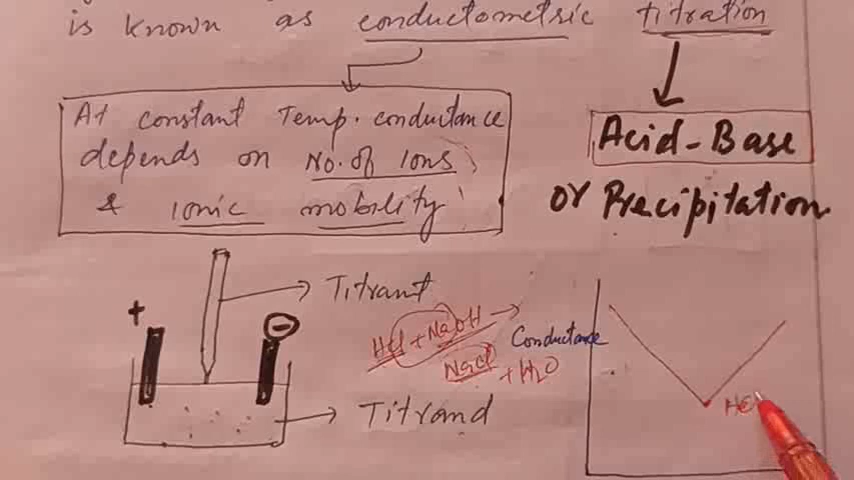 is known as conductometric titration
At constant Temp. conductance
depends on No. of Ions
& Ionic mobility
Acid-Base
or Precipitation
+
-
Titrant
HCl + NaOH →
NaCl + H2O
Conductance
Titrand